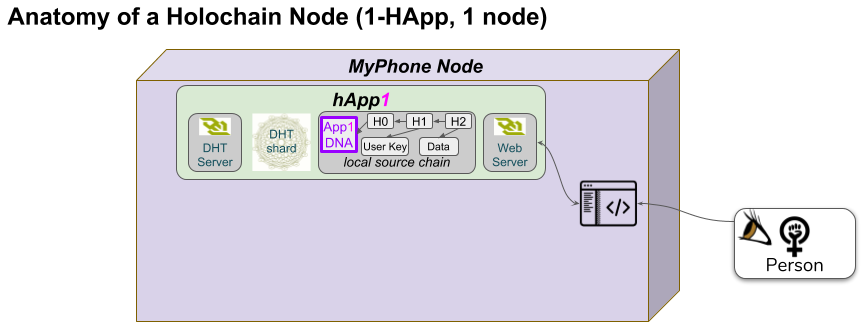 Anatomy of a Holochain Node (1-HApp, 1 node)
MyPhone Node
hApp1
DHT
Server
DHT
shard
App1
DNA
H0
H1
H2
User Key
Data
local source chain
Web
Server
</>
Person